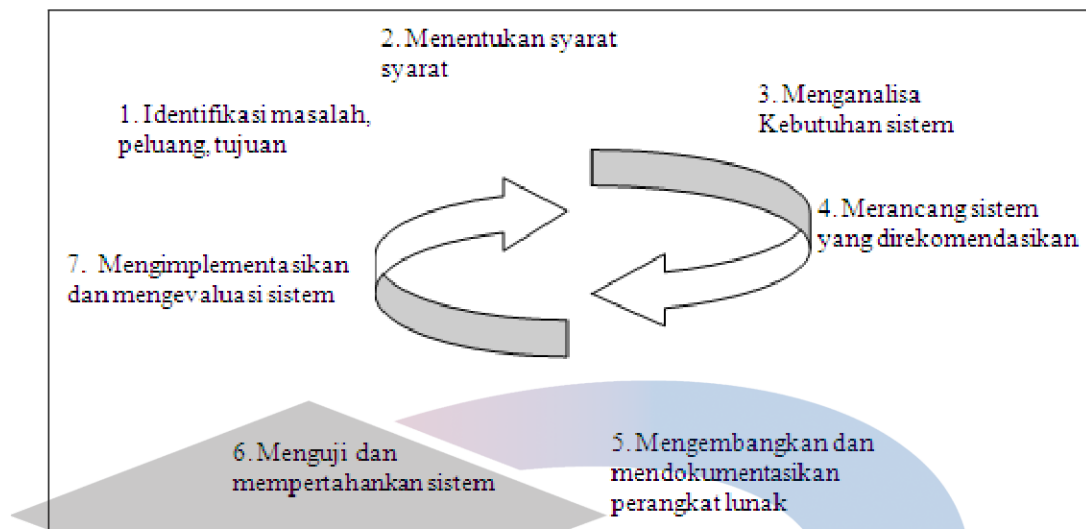 1. Identifikasi masalah,
peluang, tujuan
2. Menentukan syarat
syarat
3. Menganalisa
Kebutuhan sistem
4. Merancang sistem
yang direkomendasikan
5. Mengembangkan dan
mendokumentasikan
perangkat lunak
6. Menguji dan
mempertahankan sistem
7. Mengimplementasikan
dan mengevaluasi sistem